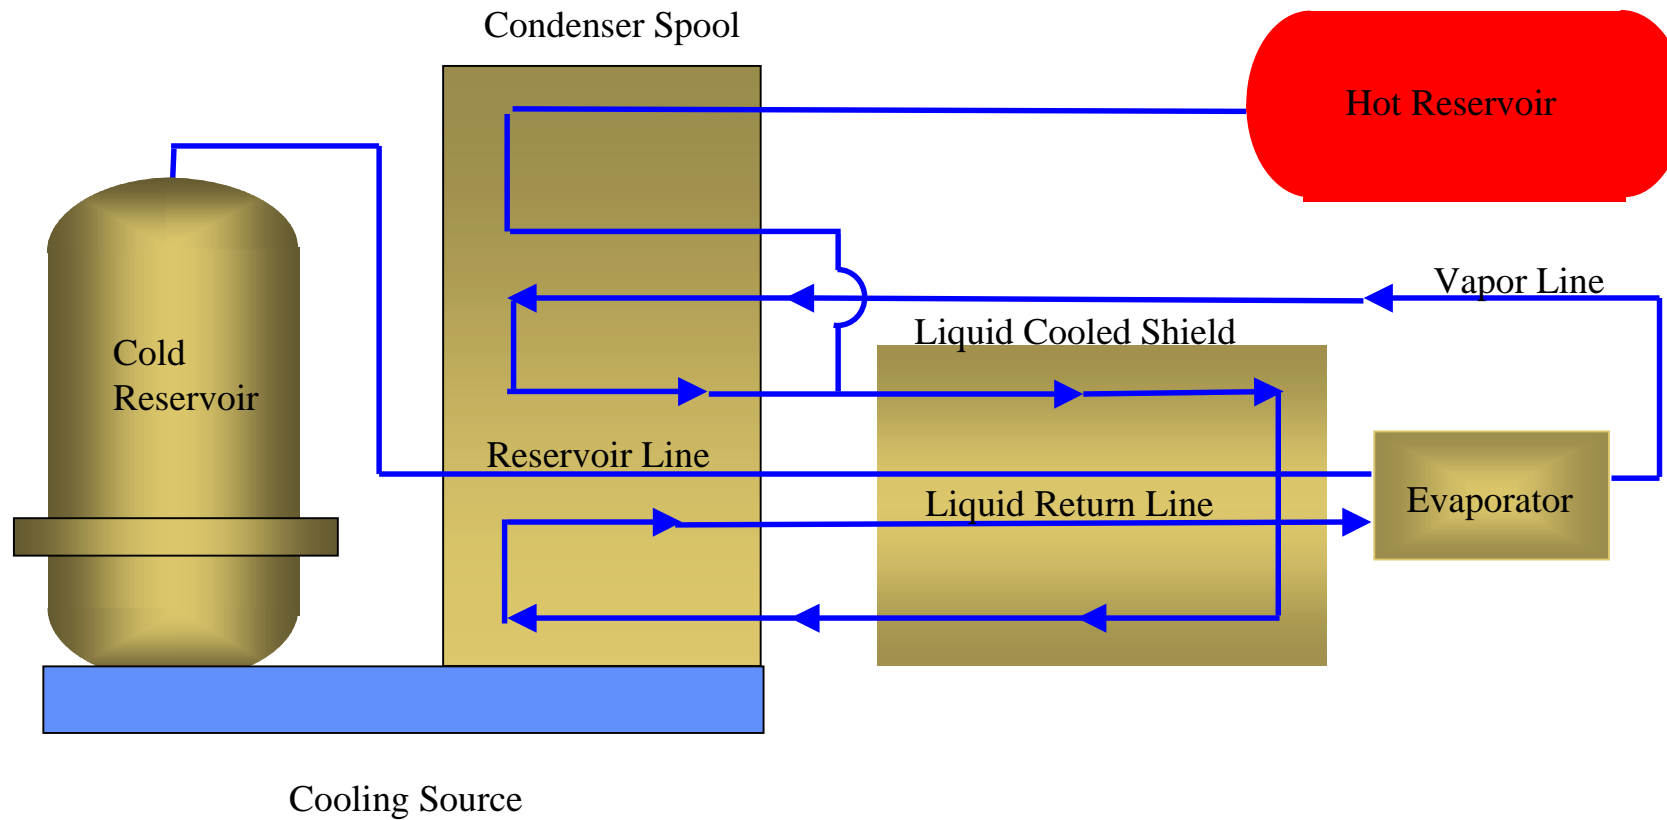 Condenser Spool
Hot Reservoir
Vapor Line
Liquid Cooled Shield
Cold
Reservoir
Reservoir Line
Liquid Return Line
Evaporator
Cooling Source